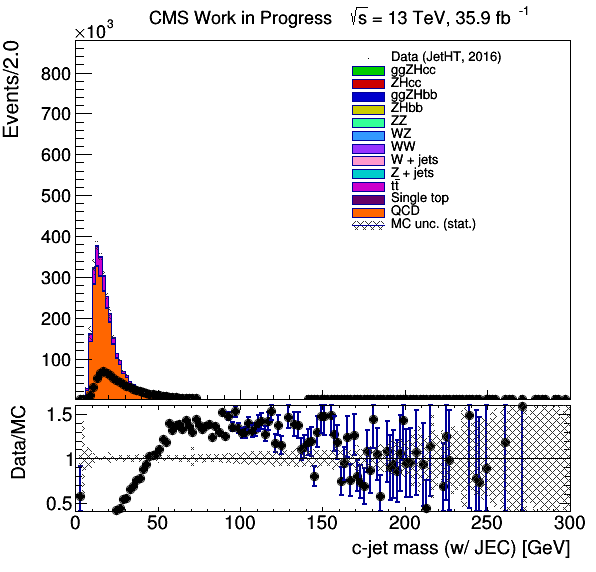 CMS Work in Progress √s = 13 TeV, 35.9 fb⁻¹
×10³
Events/2.0
800
700
600
500
400
300
200
100
Data (JetHT, 2016)
ggZHcc
ZHcc
ggZHbb
ZHbb
ZZ
WZ
WW
W + jets
Z + jets
tt̄
Single top
QCD
MC unc. (stat.)
Data/MC
1.5
1
0.5
0 50 100 150 200 250 300
c-jet mass (w/ JEC) [GeV]